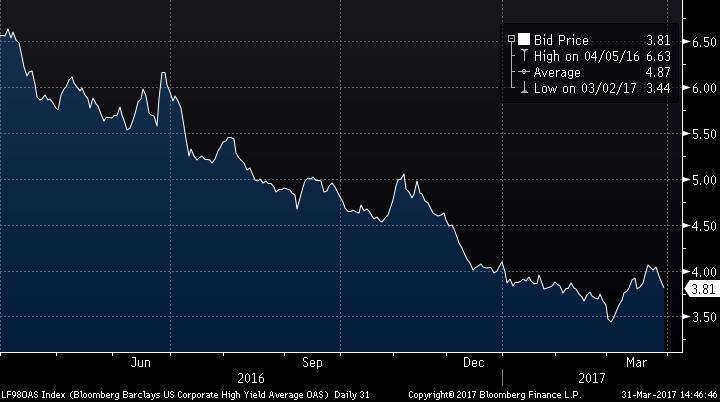 Bid Price 3.81
High on 04/05/16 6.63
Average 4.87
Low on 03/02/17 3.44
6.50
6.00
5.50
5.00
4.50
4.00
3.81
3.50
Jun Sep Dec Mar
2016 2017
LF98OAS Index (Bloomberg Barclays US Corporate High Yield Average OAS) Daily 31 Copyright© 2017 Bloomberg Finance L.P. 31-Mar-2017 14:46:46